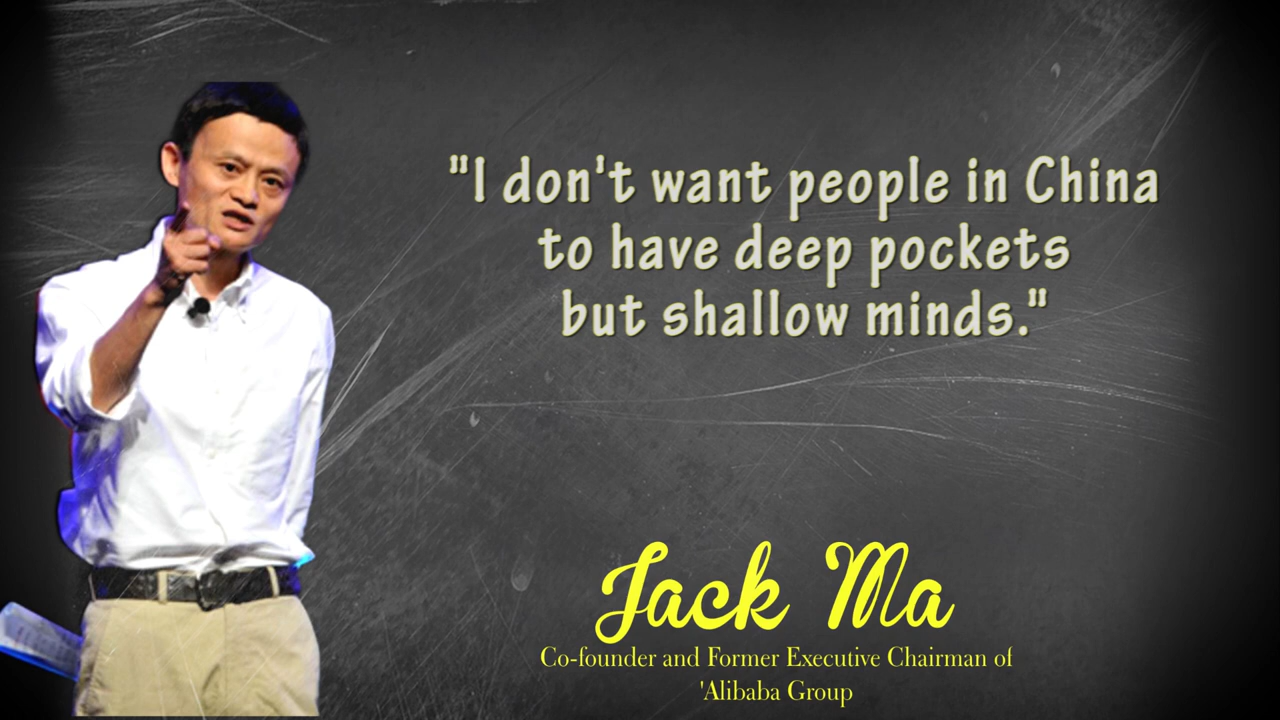 "I don't want people in China
to have deep pockets
but shallow minds."
Jack Ma
Co-founder and Former Executive Chairman of
'Alibaba Group